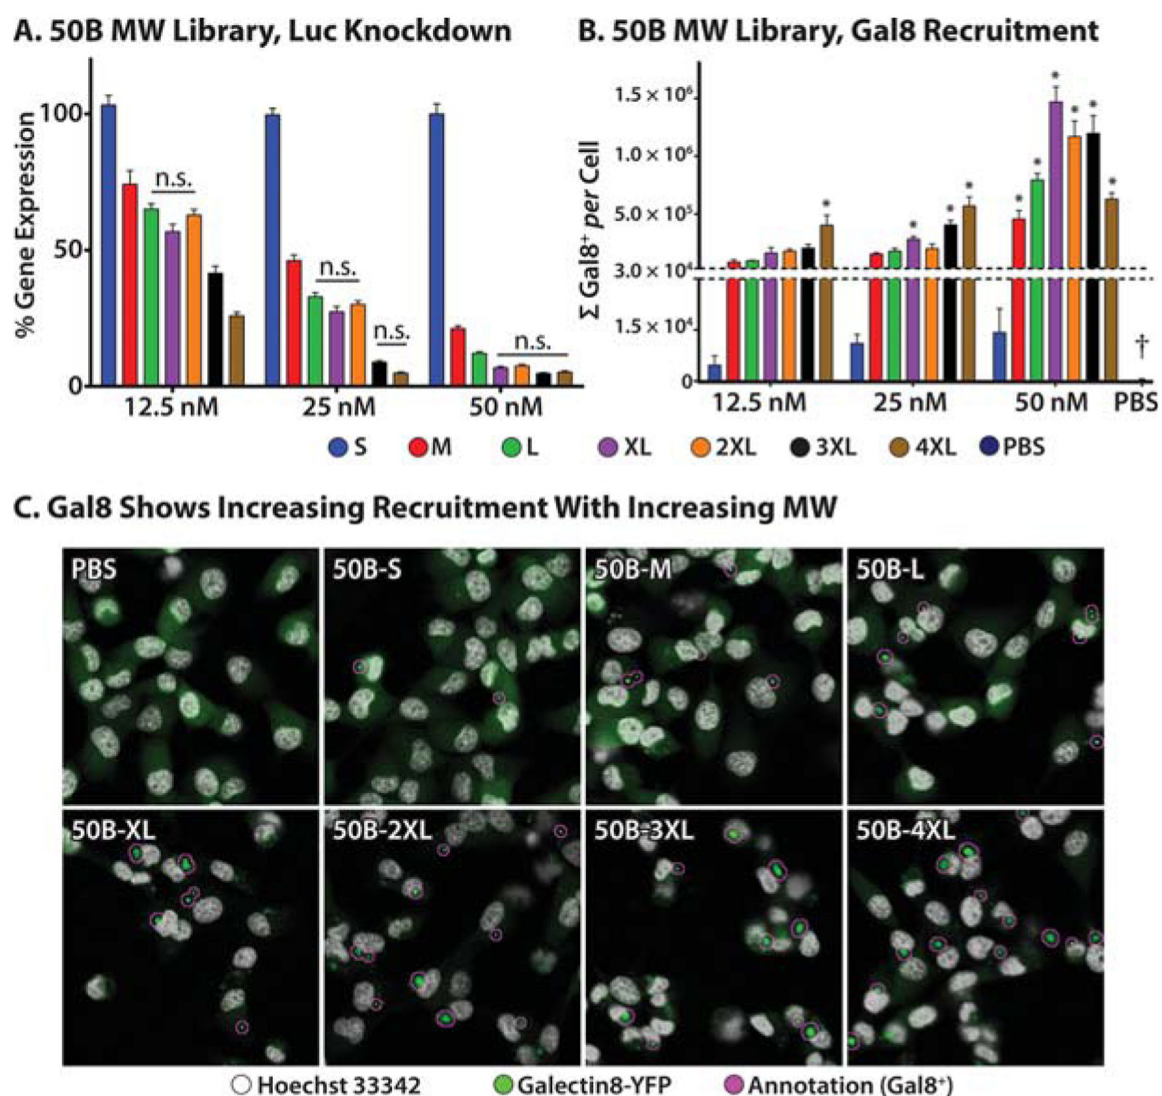 A. 50B MW Library, Luc Knockdown
% Gene Expression
100
50
0
n.s.
n.s.
n.s.
n.s.
12.5 nM
25 nM
50 nM
B. 50B MW Library, Gal8 Recruitment
Σ Gal8⁺ per Cell
1.5 × 10⁶
1.0 × 10⁶
5.0 × 10⁵
3.0 × 10⁴
1.5 × 10⁴
0
* * * * * * * * * *
†
12.5 nM
25 nM
50 nM
PBS
S M L XL 2XL 3XL 4XL PBS
C. Gal8 Shows Increasing Recruitment With Increasing MW
PBS
50B-S
50B-M
50B-L
50B-XL
50B-2XL
50B-3XL
50B-4XL
Hoechst 33342 Galectin8-YFP Annotation (Gal8⁺)